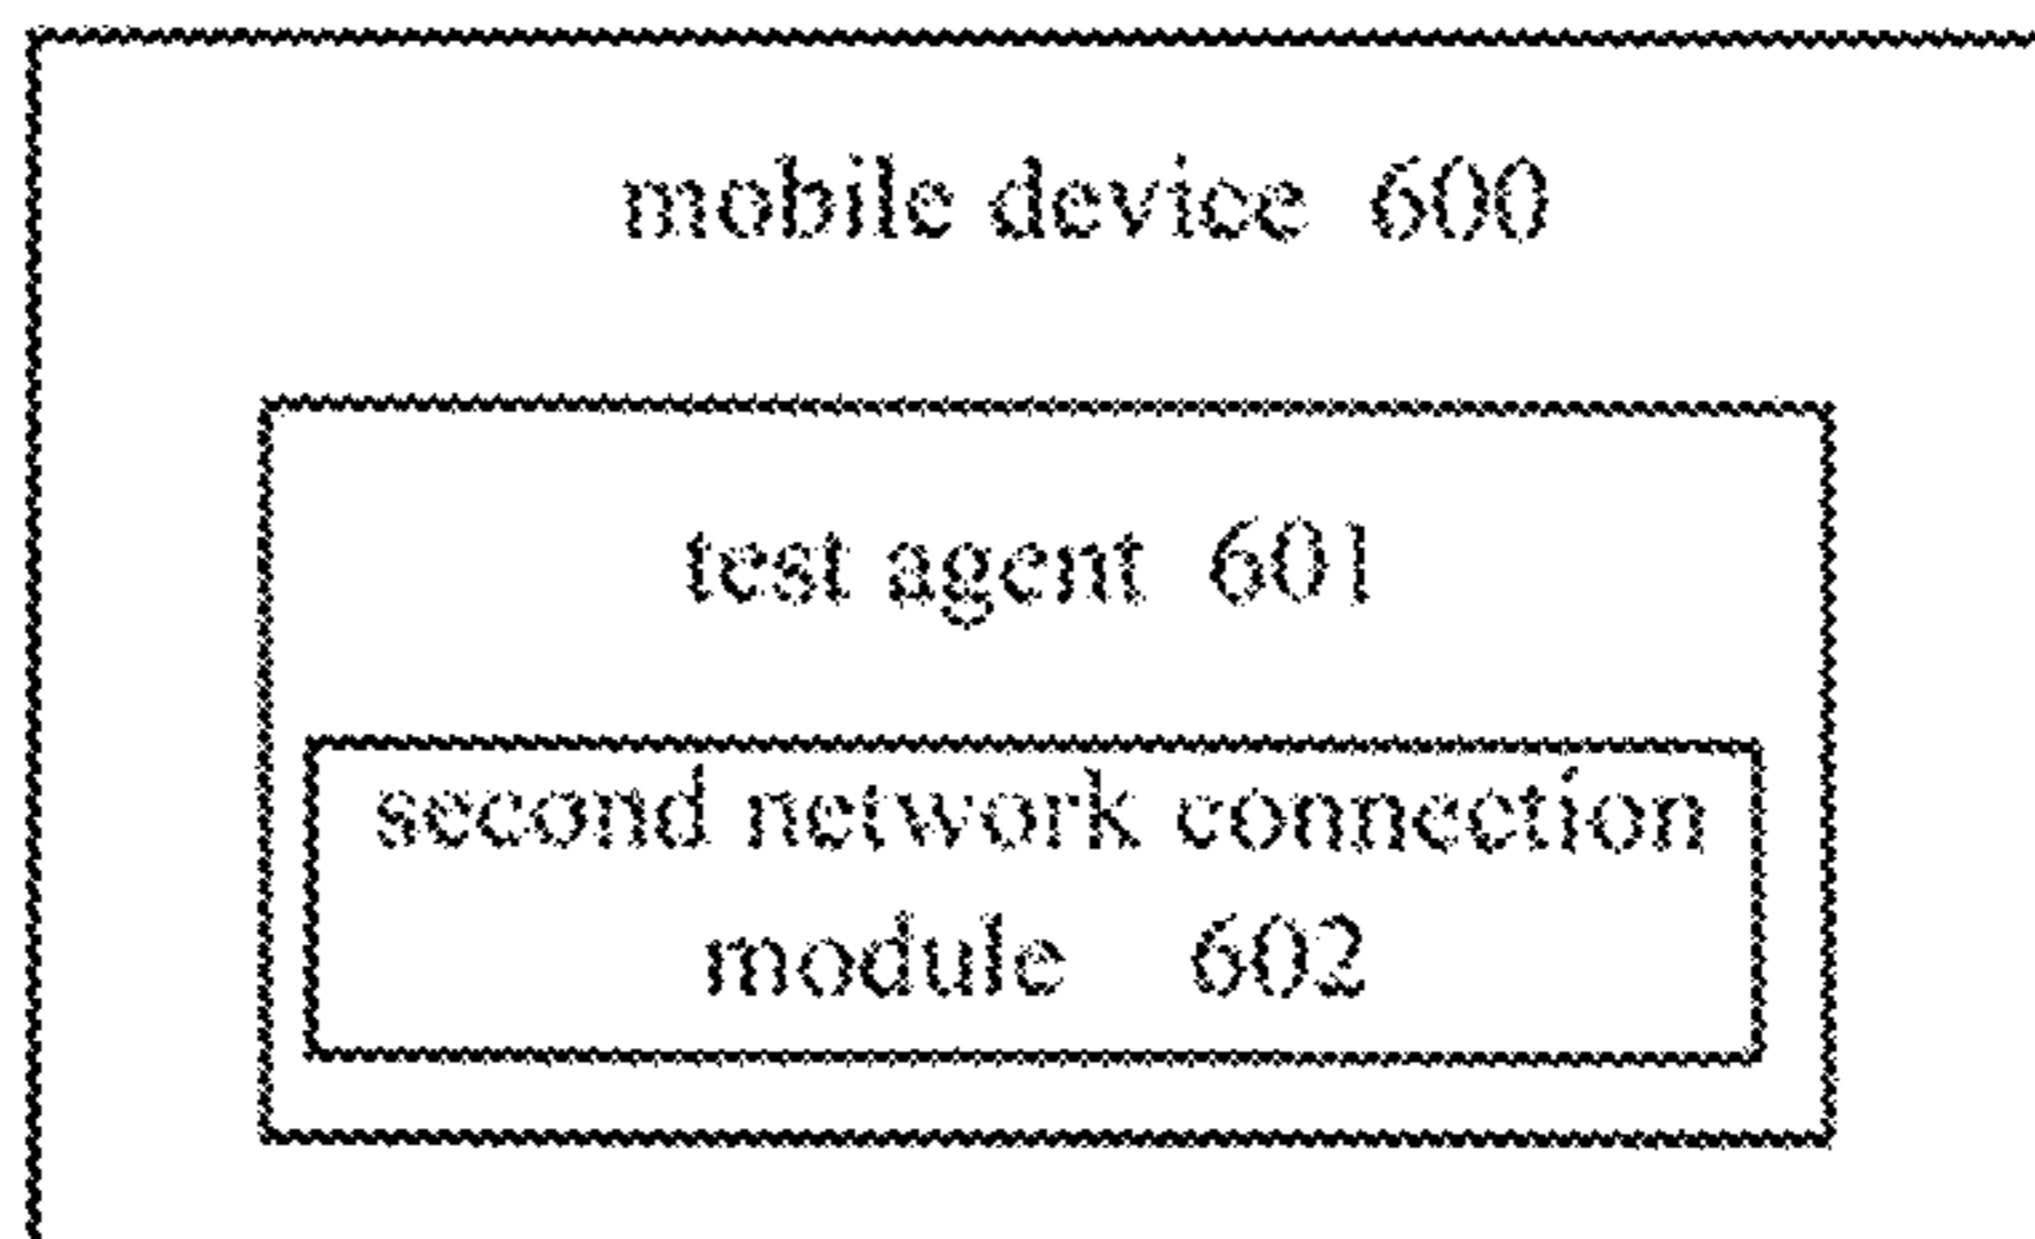 mobile device 600
test agent 601
second network connection
module 602